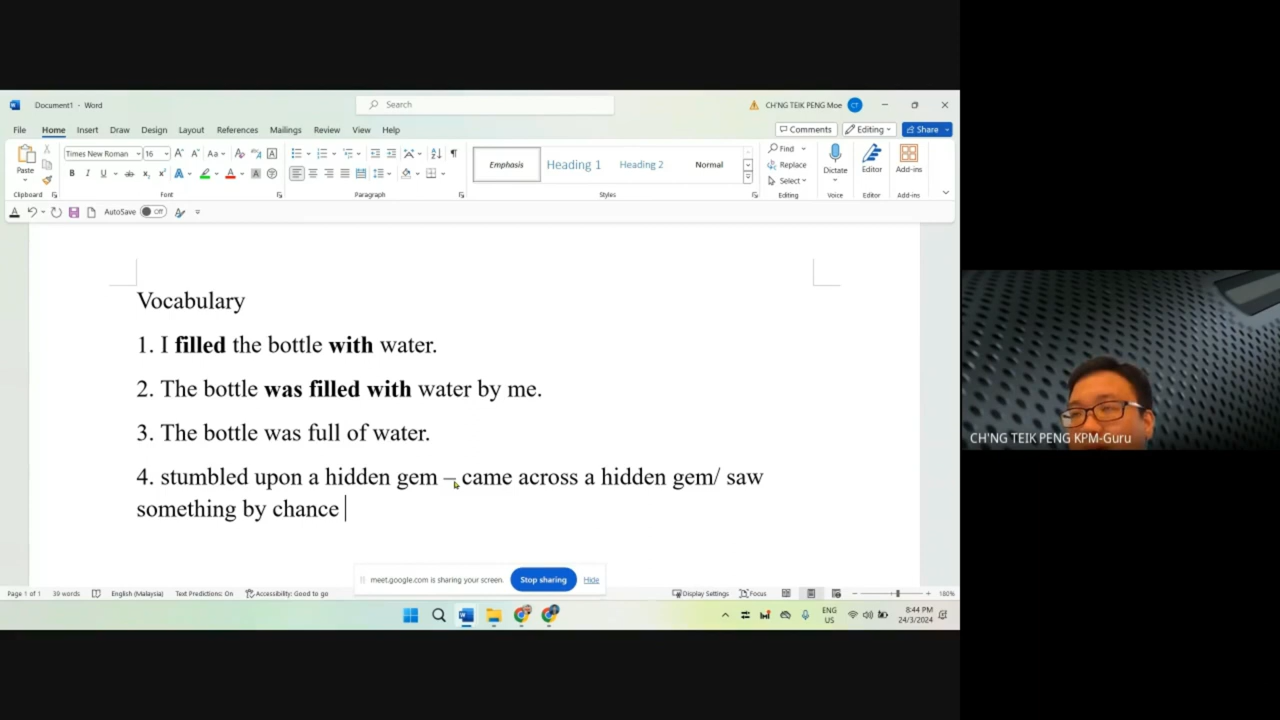 Document1 - Word
Search
CH'NG TEIK PENG Moe CT
File Home Insert Draw Design Layout References Mailings Review View Help
Comments Editing Share
Paste
Times New Roman 16
Emphasis Heading 1 Heading 2 Normal
Find
Replace
Select
Dictate Editor Add-ins
Clipboard Font Paragraph Styles Editing Voice Editor Add-ins
AutoSave Off
Vocabulary
1. I filled the bottle with water.
2. The bottle was filled with water by me.
3. The bottle was full of water.
4. stumbled upon a hidden gem – came across a hidden gem/ saw
something by chance
CH'NG TEIK PENG KPM-Guru
meet.google.com is sharing your screen. Stop sharing Hide
Page 1 of 1 39 words English (Malaysia) Text Predictions: On Accessibility: Good to go Display Settings Focus 180%
ENG US 8:44 PM 24/3/2024